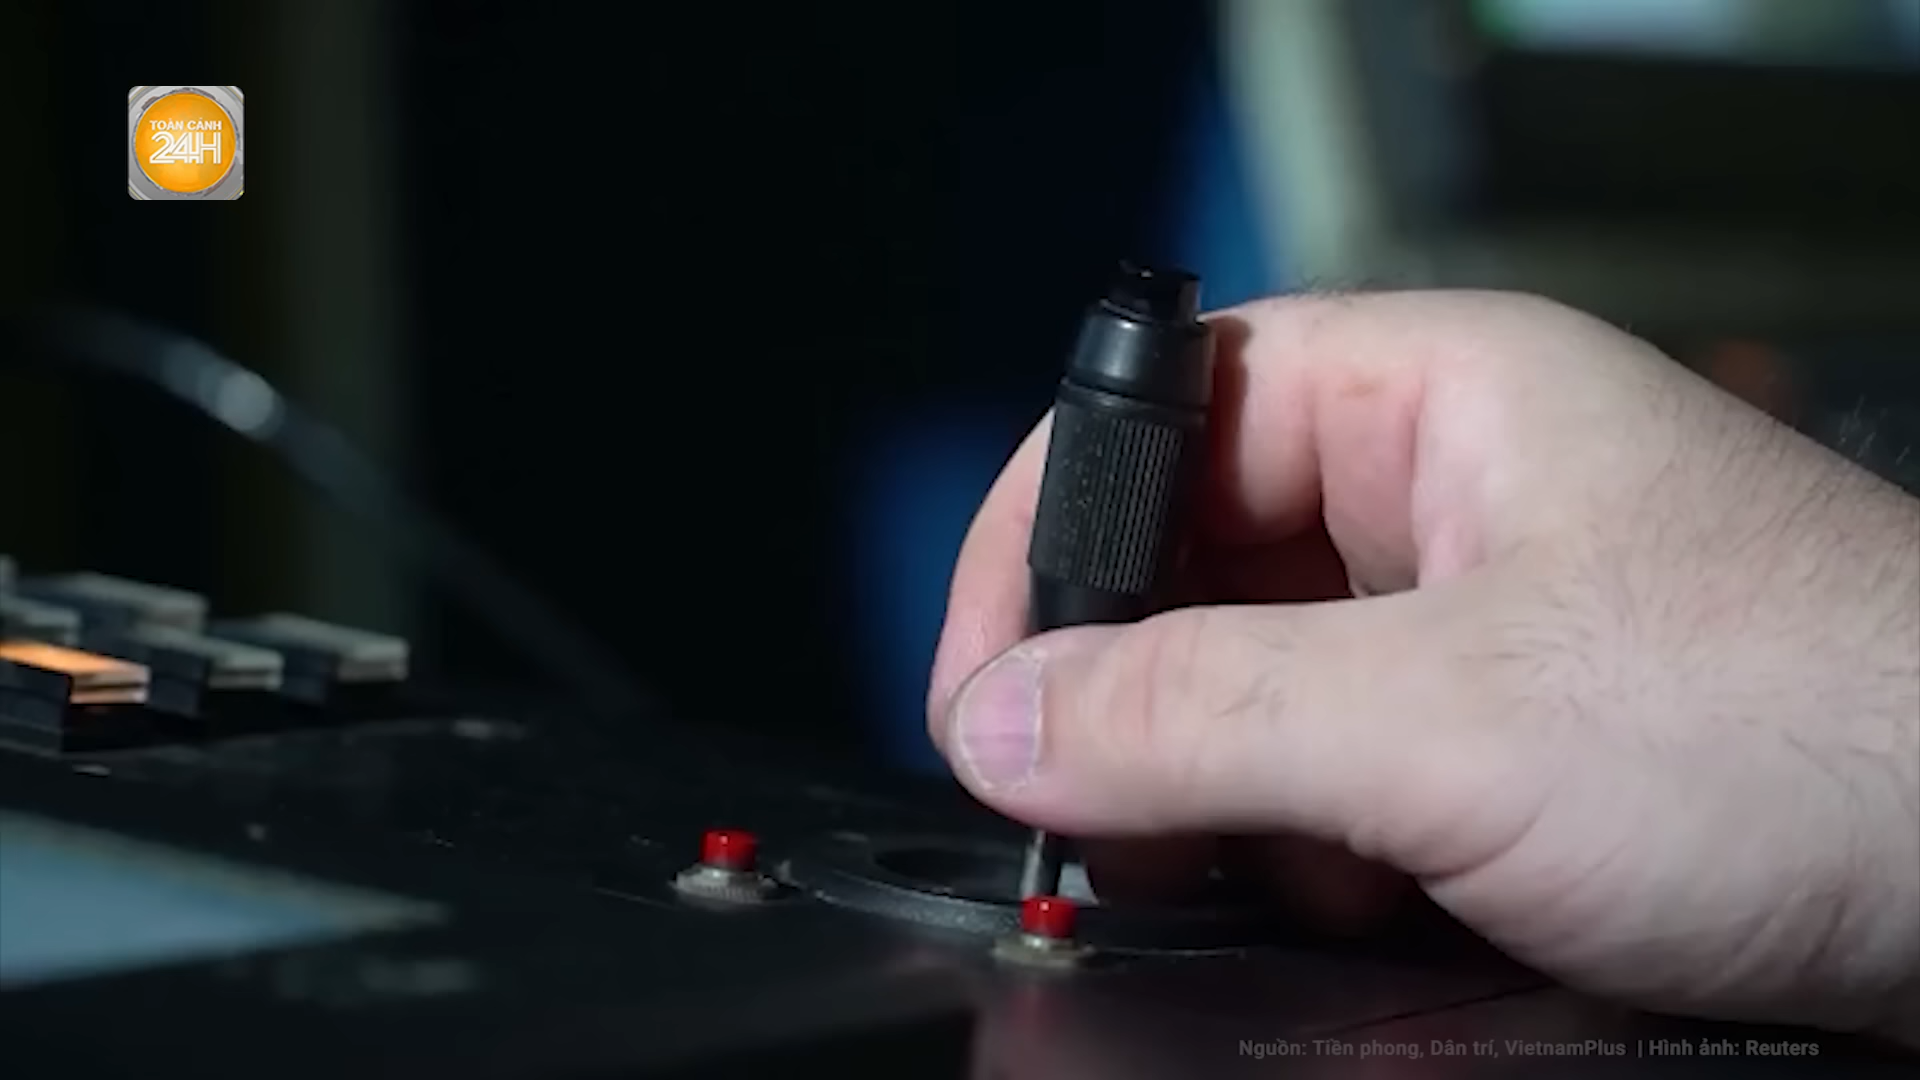 TOÀN CẢNH
24H
Nguồn: Tiền phong, Dân trí, VietnamPlus | Hình ảnh: Reuters